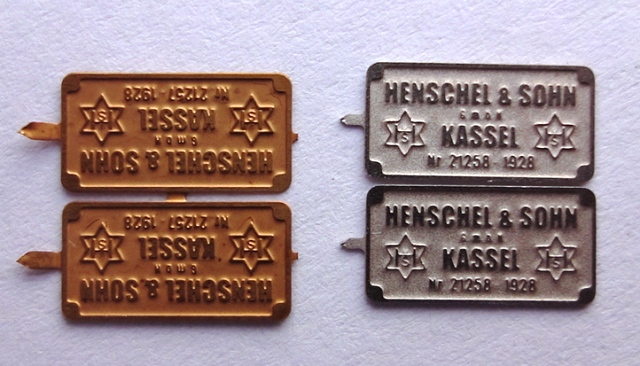 HENSCHEL & SOHN
GmbH
KASSEL
Nr. 21257 - 1928
HENSCHEL & SOHN
GmbH
KASSEL
Nr. 21257 - 1928
HENSCHEL & SOHN
GmbH
KASSEL
Nr 21258 - 1928
HENSCHEL & SOHN
GmbH
KASSEL
Nr 21258 - 1928